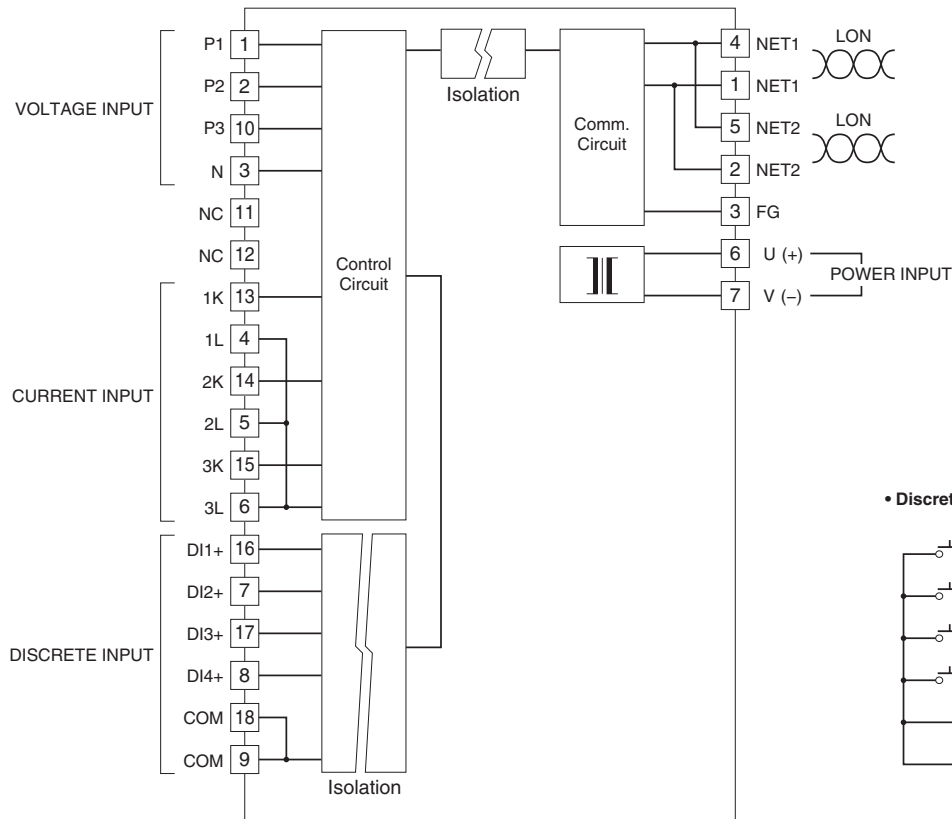 VOLTAGE INPUT
P1 1
P2 2
P3 10
N 3
NC 11
NC 12
CURRENT INPUT
1K 13
1L 4
2K 14
2L 5
3K 15
3L 6
DISCRETE INPUT
DI1+ 16
DI2+ 7
DI3+ 17
DI4+ 8
COM 18
COM 9
Control
Circuit
Isolation
Isolation
Comm.
Circuit
4 NET1
1 NET1
5 NET2
2 NET2
3 FG
6 U (+)
7 V (–)
LON
LON
POWER INPUT
• Discret